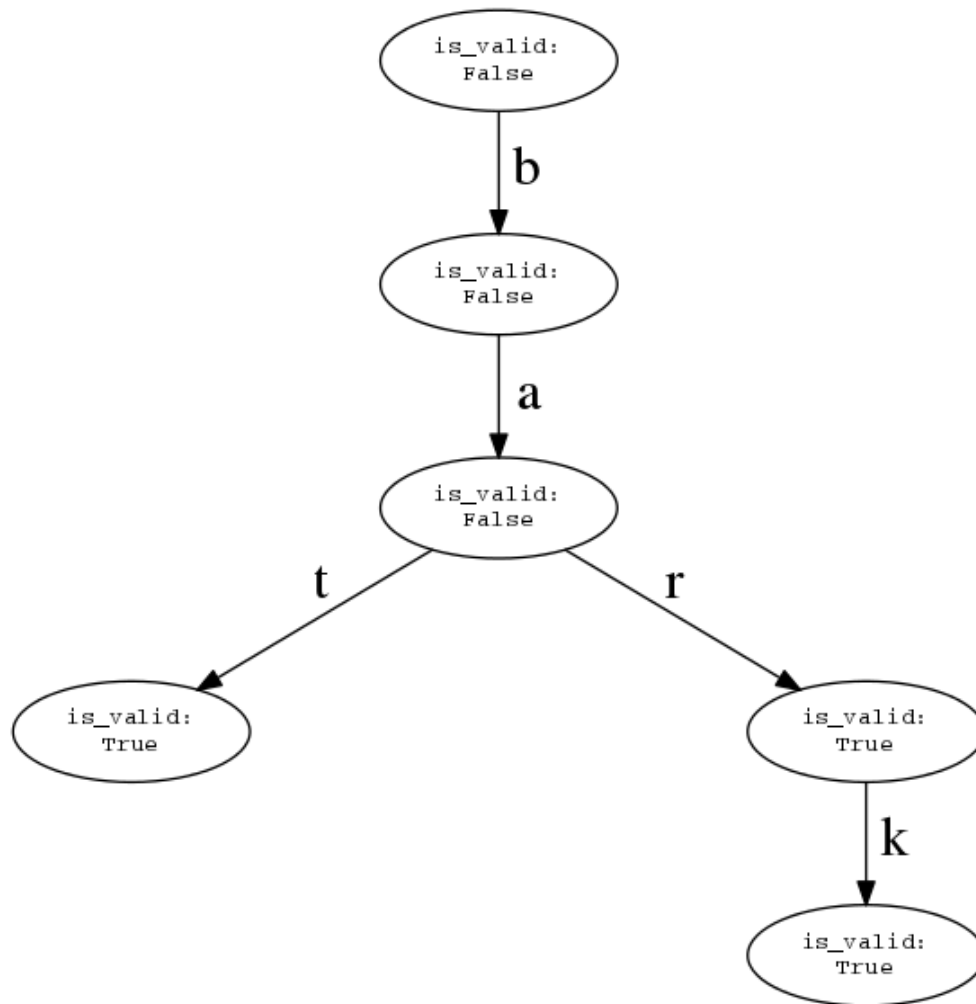 is_valid:
False
b
is_valid:
False
a
is_valid:
False
t
r
is_valid:
True
is_valid:
True
k
is_valid:
True